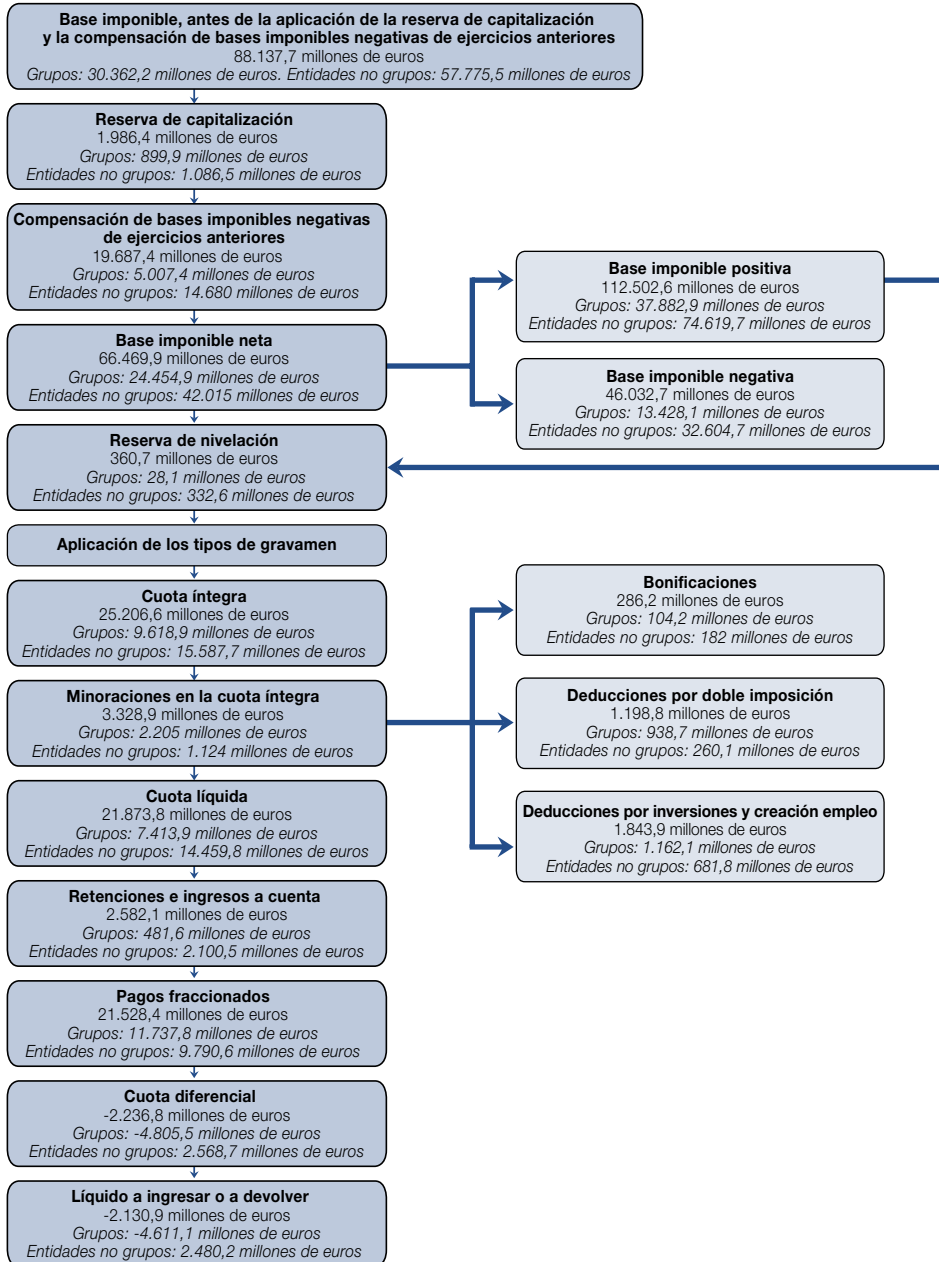 Base imponible, antes de la aplicación de la reserva de capitalización
y la compensación de bases imponibles negativas de ejercicios anteriores
88.137,7 millones de euros
Grupos: 30.362,2 millones de euros. Entidades no grupos: 57.775,5 millones de euros
Reserva de capitalización
1.986,4 millones de euros
Grupos: 899,9 millones de euros
Entidades no grupos: 1.086,5 millones de euros
Compensación de bases imponibles negativas
de ejercicios anteriores
19.687,4 millones de euros
Grupos: 5.007,4 millones de euros
Entidades no grupos: 14.680 millones de euros
Base imponible neta
66.469,9 millones de euros
Grupos: 24.454,9 millones de euros
Entidades no grupos: 42.015 millones de euros
Base imponible positiva
112.502,6 millones de euros
Grupos: 37.882,9 millones de euros
Entidades no grupos: 74.619,7 millones de euros
Base imponible negativa
46.032,7 millones de euros
Grupos: 13.428,1 millones de euros
Entidades no grupos: 32.604,7 millones de euros
Reserva de nivelación
360,7 millones de euros
Grupos: 28,1 millones de euros
Entidades no grupos: 332,6 millones de euros
Aplicación de los tipos de gravamen
Cuota íntegra
25.206,6 millones de euros
Grupos: 9.618,9 millones de euros
Entidades no grupos: 15.587,7 millones de euros
Minoraciones en la cuota íntegra
3.328,9 millones de euros
Grupos: 2.205 millones de euros
Entidades no grupos: 1.124 millones de euros
Bonificaciones
286,2 millones de euros
Grupos: 104,2 millones de euros
Entidades no grupos: 182 millones de euros
Deducciones por doble imposición
1.198,8 millones de euros
Grupos: 938,7 millones de euros
Entidades no grupos: 260,1 millones de euros
Deducciones por inversiones y creación empleo
1.843,9 millones de euros
Grupos: 1.162,1 millones de euros
Entidades no grupos: 681,8 millones de euros
Cuota líquida
21.873,8 millones de euros
Grupos: 7.413,9 millones de euros
Entidades no grupos: 14.459,8 millones de euros
Retenciones e ingresos a cuenta
2.582,1 millones de euros
Grupos: 481,6 millones de euros
Entidades no grupos: 2.100,5 millones de euros
Pagos fraccionados
21.528,4 millones de euros
Grupos: 11.737,8 millones de euros
Entidades no grupos: 9.790,6 millones de euros
Cuota diferencial
-2.236,8 millones de euros
Grupos: -4.805,5 millones de euros
Entidades no grupos: 2.568,7 millones de euros
Líquido a ingresar o a devolver
-2.130,9 millones de euros
Grupos: -4.611,1 millones de euros
Entidades no grupos: 2.480,2 millones de euros